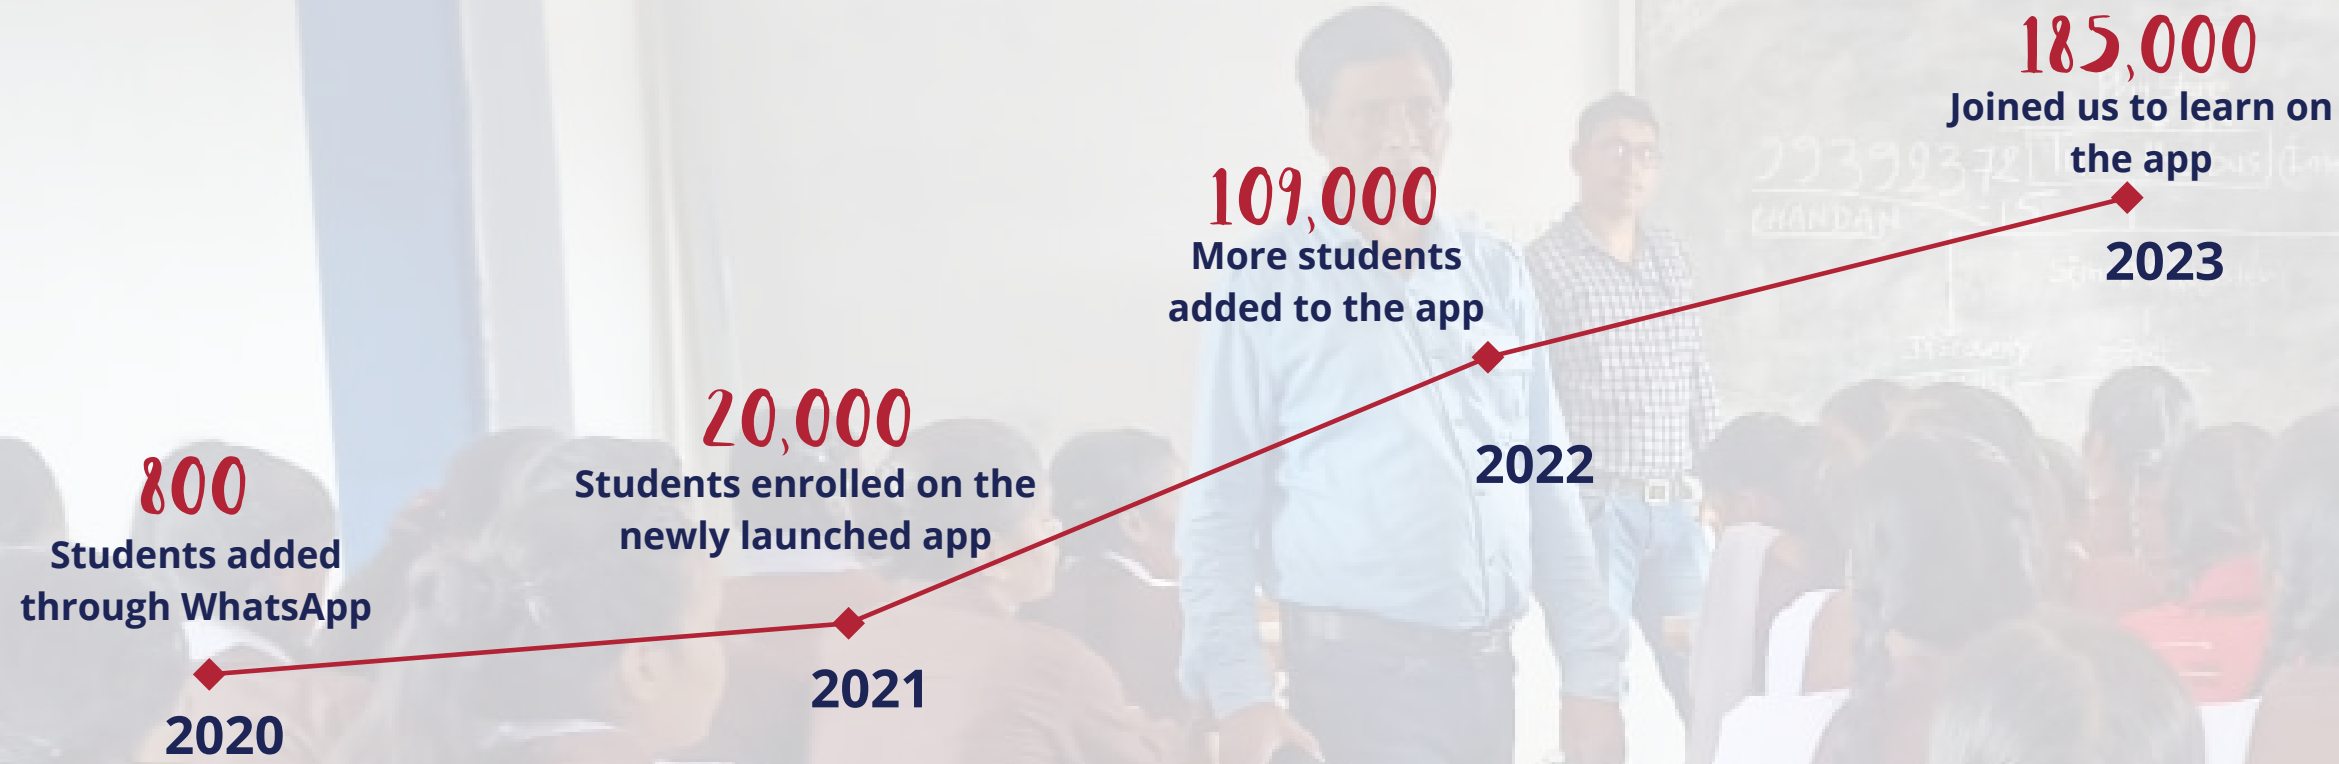 800
Students added
through WhatsApp
2020
20,000
Students enrolled on the
newly launched app
2021
109,000
More students
added to the app
2022
185,000
Joined us to learn on
the app
2023
CHANDAN